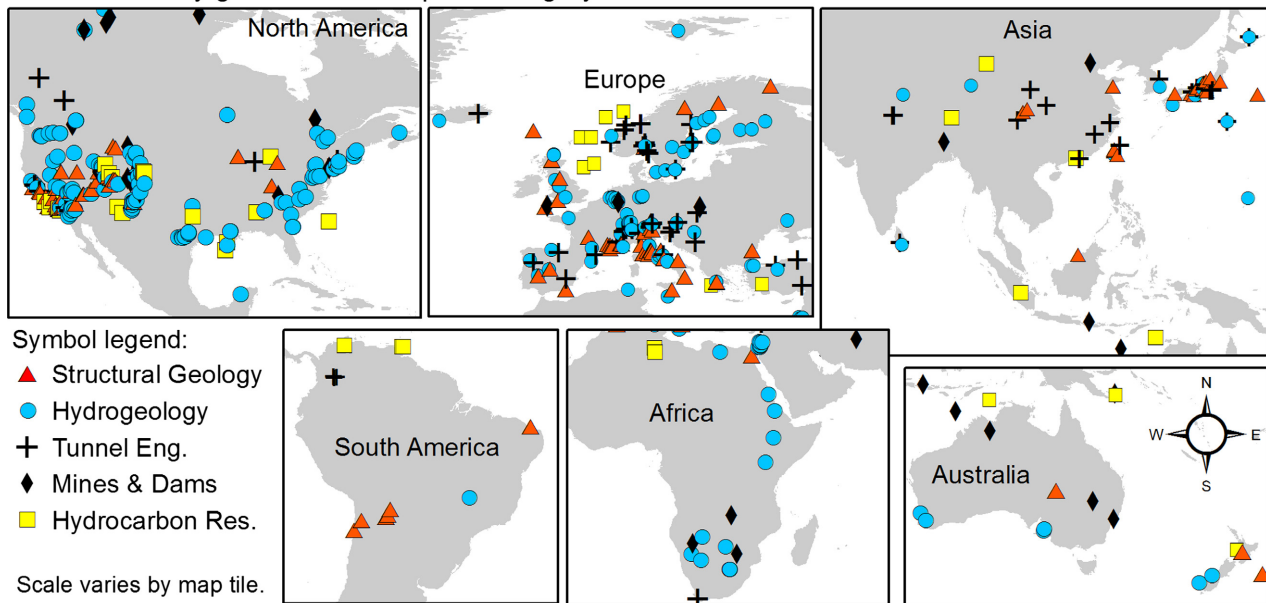 North America
Europe
Asia
Symbol legend:
Structural Geology
Hydrogeology
Tunnel Eng.
Mines & Dams
Hydrocarbon Res.
Scale varies by map tile.
South America
Africa
Australia
N
W E
S